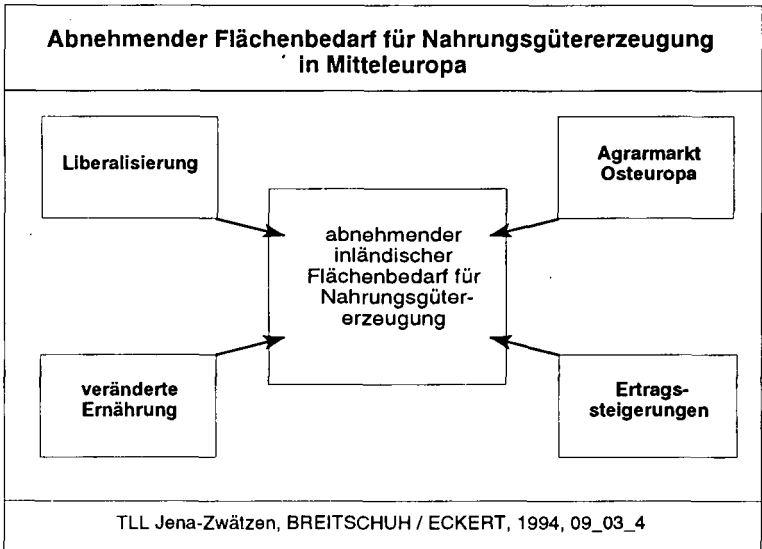 Abnehmender Flächenbedarf für Nahrungsgütererzeugung
in Mitteleuropa
Liberalisierung
Agrarmarkt
Osteuropa
abnehmender
inländischer
Flächenbedarf für
Nahrungsgüter-
erzeugung
veränderte
Ernährung
Ertrags-
steigerungen
TLL Jena-Zwätzen, BREITSCHUH / ECKERT, 1994, 09_03_4